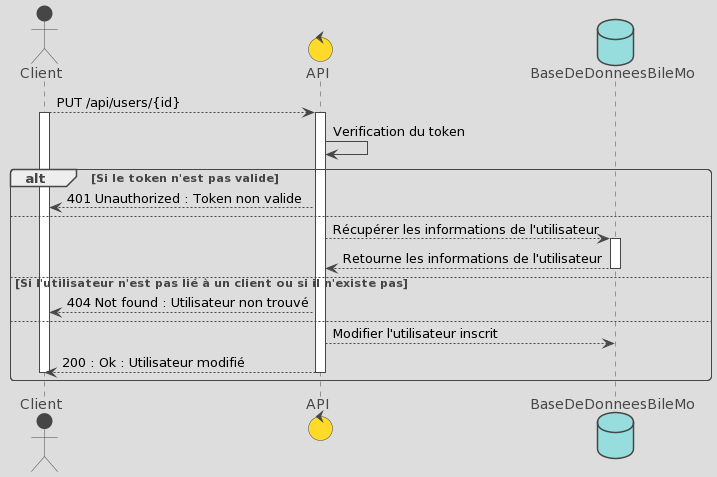 Client
API
BaseDeDonneesBileMo
PUT /api/users/{id}
Verification du token
alt
[Si le token n'est pas valide]
401 Unauthorized : Token non valide
Récupérer les informations de l'utilisateur
Retourne les informations de l'utilisateur
[Si l'utilisateur n'est pas lié à un client ou si il n'existe pas]
404 Not found : Utilisateur non trouvé
Modifier l'utilisateur inscrit
200 : Ok : Utilisateur modifié
Client
API
BaseDeDonneesBileMo